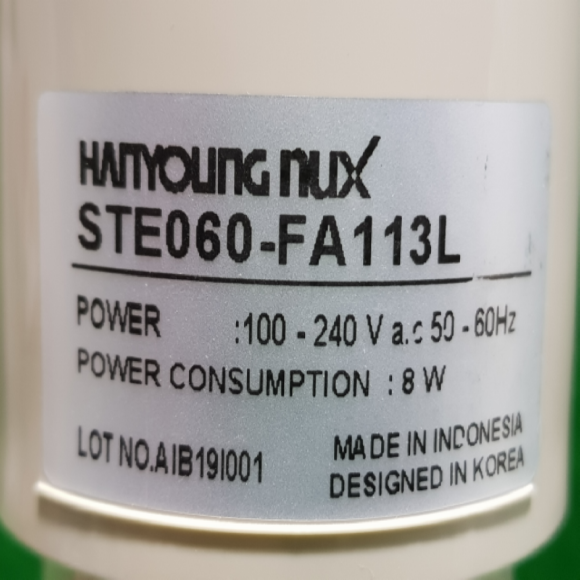 HANYOUNG nux
STE060-FA113L
POWER :100 - 240 V a.c 50 - 60Hz
POWER CONSUMPTION : 8 W
LOT NO.AIB19I001
MADE IN INDONESIA
DESIGNED IN KOREA